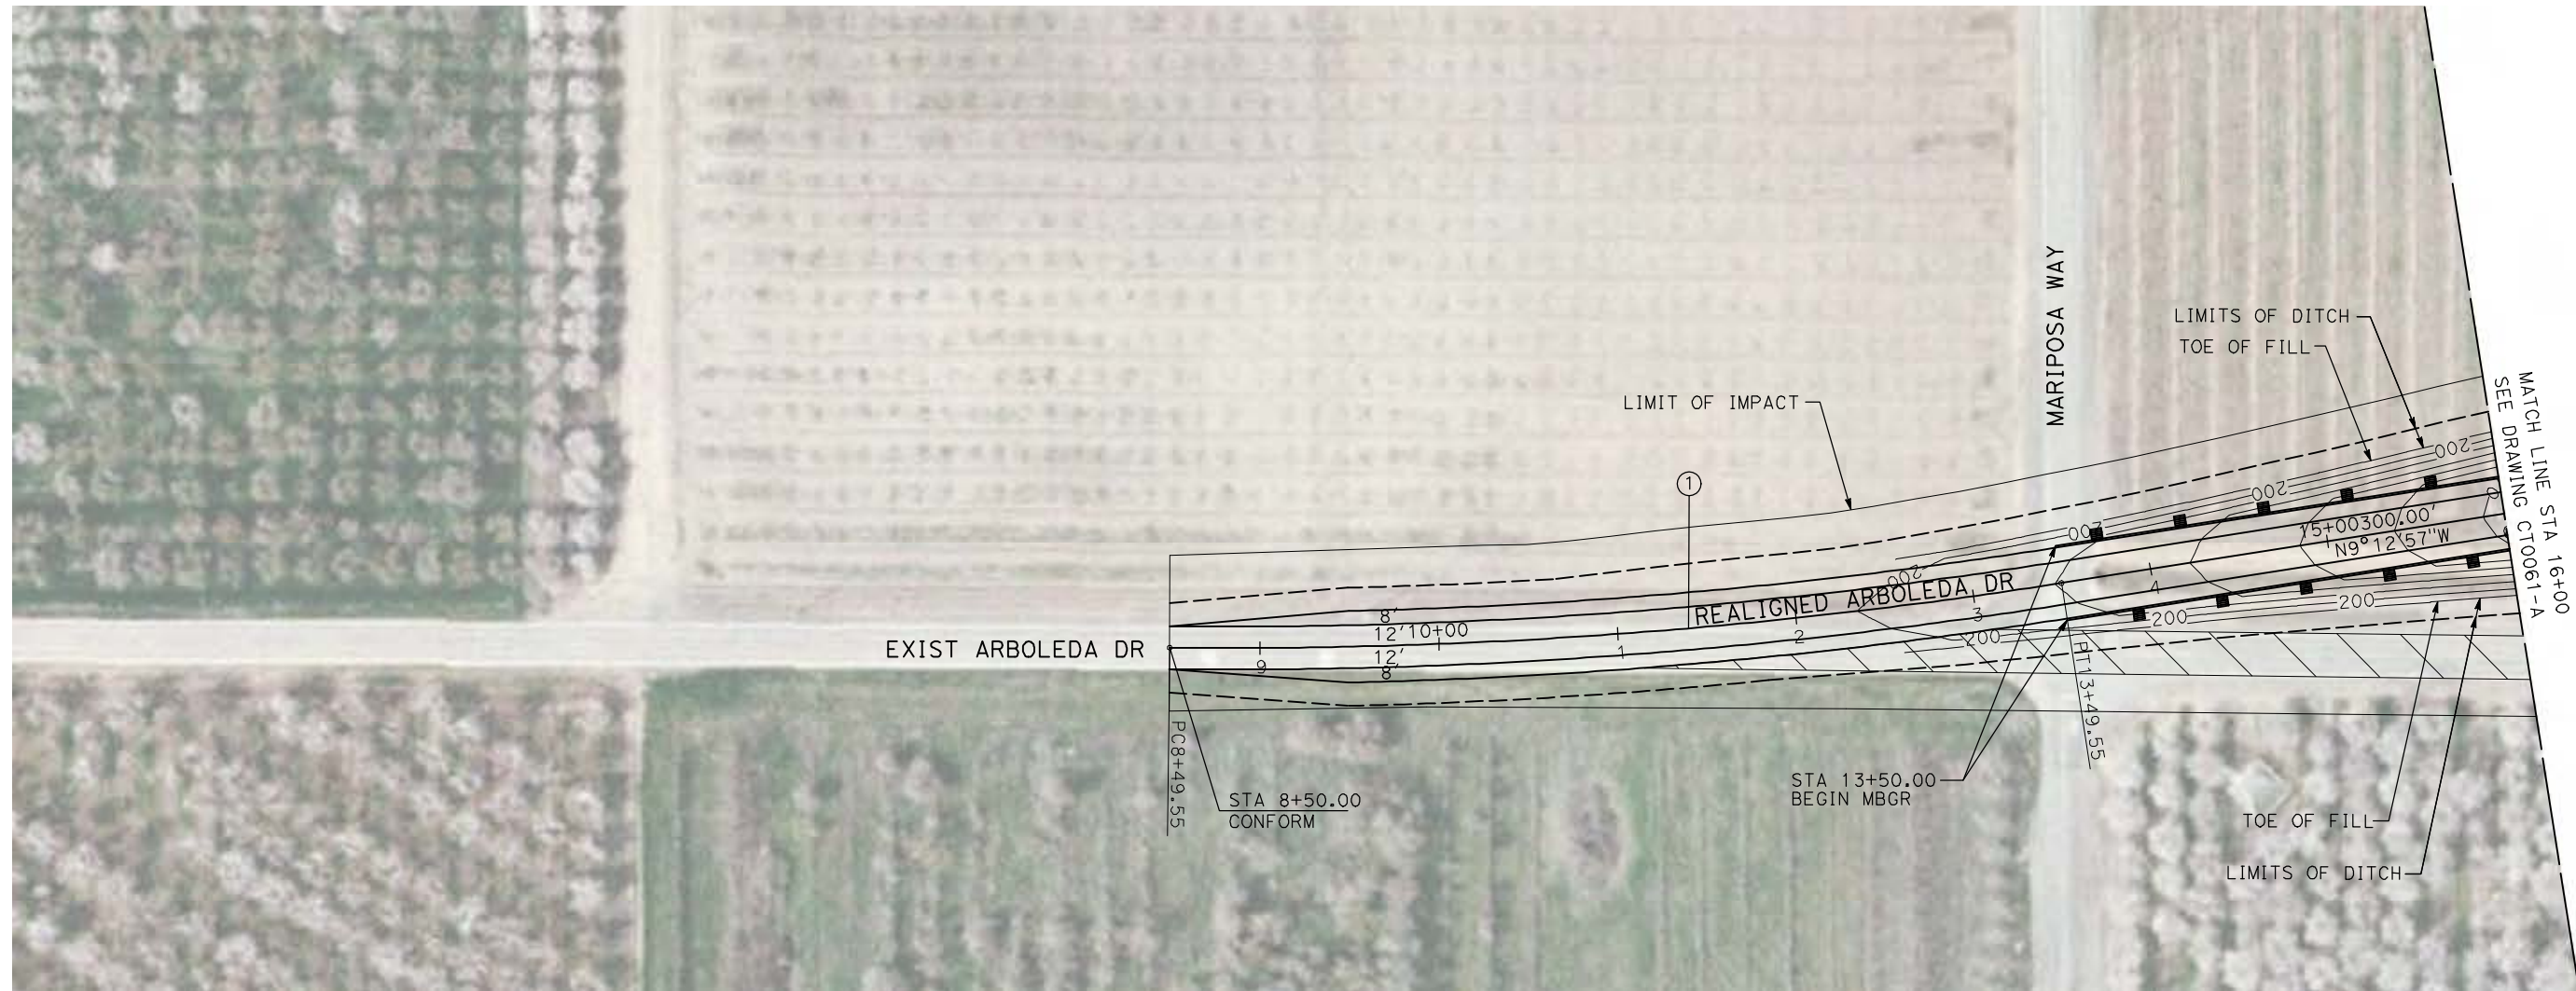 MARIPOSA WAY
LIMITS OF DITCH
TOE OF FILL
LIMIT OF IMPACT
MATCH LINE STA 16+00
SEE DRAWING CT0061-A
1
200
200
200
200
15+00
300.00'
N9°12'57"W
REALIGNED ARBOLEDA DR
EXIST ARBOLEDA DR
8'
12'
10+00
12'
8'
9
1
2
3
4
200
200
200
PC8+49.55
PT13+49.55
STA 8+50.00
CONFORM
STA 13+50.00
BEGIN MBGR
TOE OF FILL
LIMITS OF DITCH